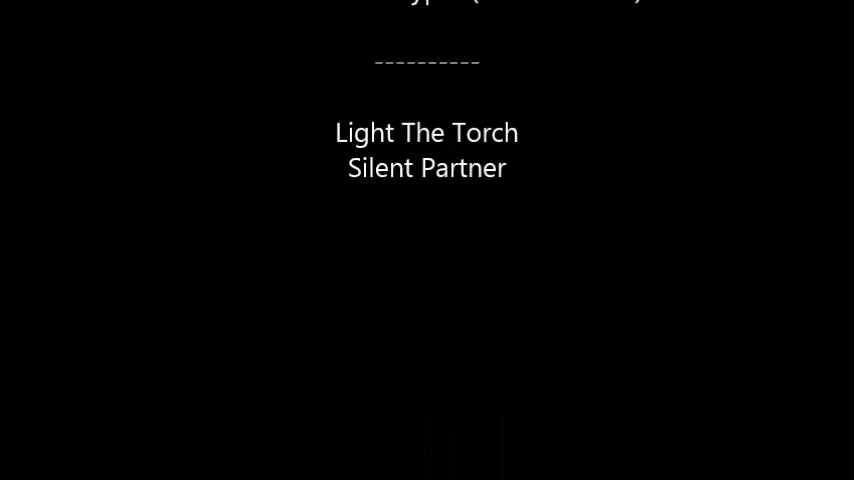 ----------
Light The Torch
Silent Partner